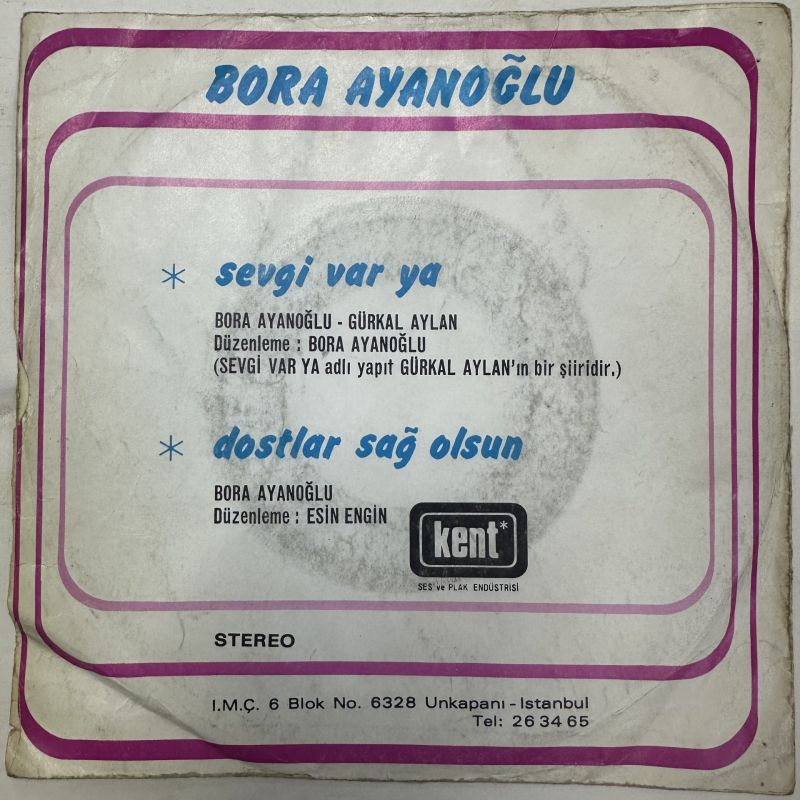 BORA AYANOĞLU
* sevgi var ya
BORA AYANOĞLU - GÜRKAL AYLAN
Düzenleme : BORA AYANOĞLU
(SEVGİ VAR YA adlı yapıt GÜRKAL AYLAN'ın bir şiiridir.)
* dostlar sağ olsun
BORA AYANOĞLU
Düzenleme : ESİN ENGİN
kent*
SES ve PLAK ENDÜSTRİSİ
STEREO
I.M.Ç. 6 Blok No. 6328 Unkapanı - Istanbul
Tel: 26 34 65